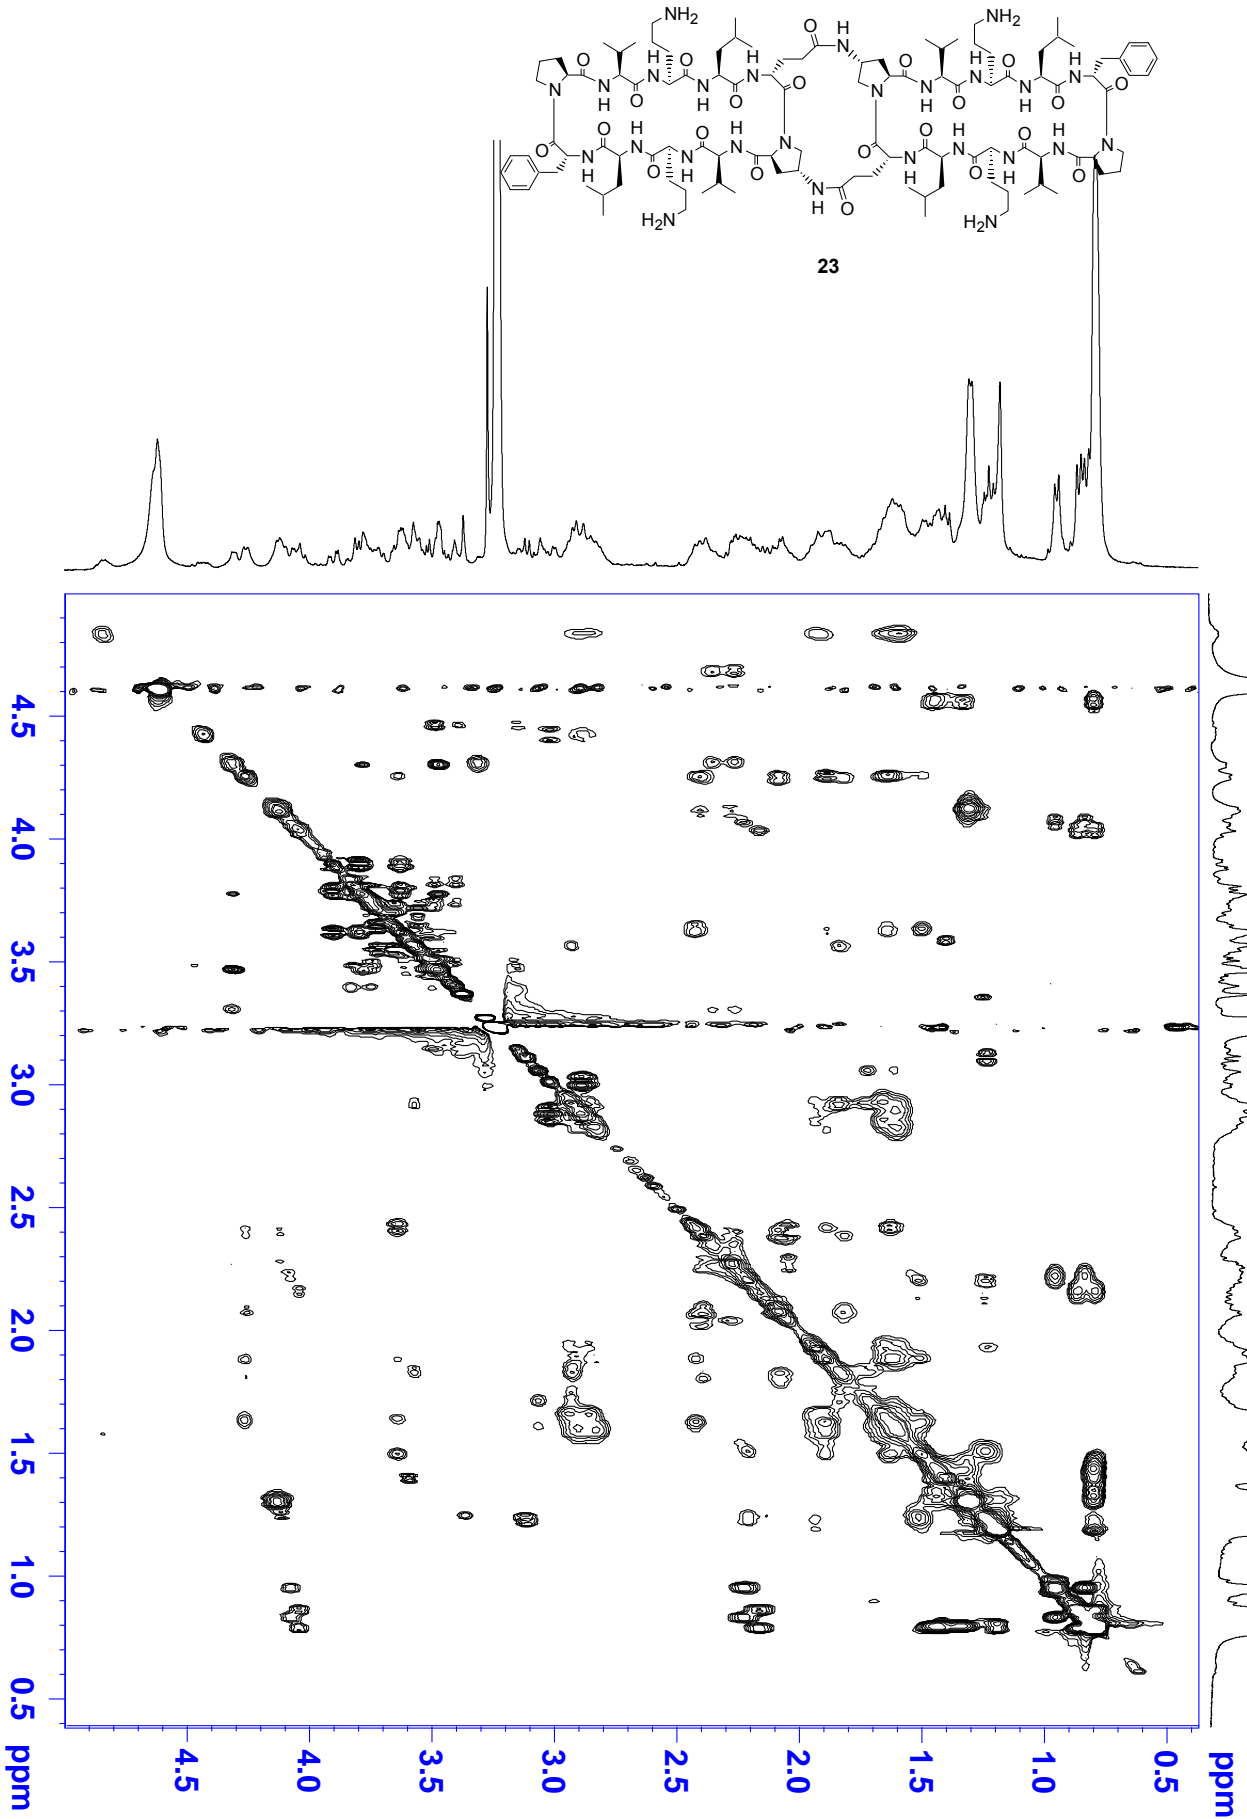 NH2 NH2
O H
N
O H O H O O H O H
N N N N O N N N N O
N N
H O H O H O H O
O H O H O H O H
N N
O N N N N O N N N N
H O H O H O H O
N
H O
H2N H2N
23
4.5
4.0
3.5
3.0
2.5
2.0
1.5
1.0
0.5
ppm
4.5 4.0 3.5 3.0 2.5 2.0 1.5 1.0 0.5 ppm